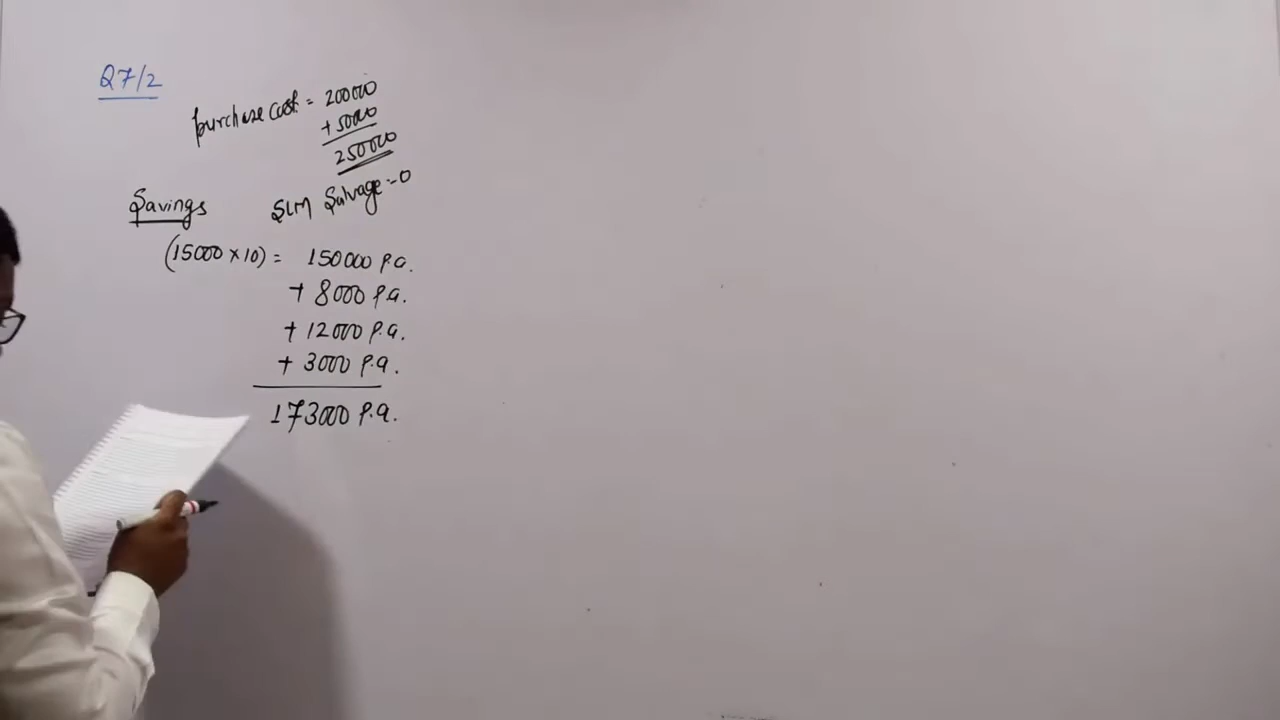 Q7/2
purchase cost = 200000
+ 50000
250000
Savings SLM Salvage = 0
(15000 × 10) = 150000 p.a.
+ 8000 p.a.
+ 12000 p.a.
+ 3000 p.a.
173000 p.a.